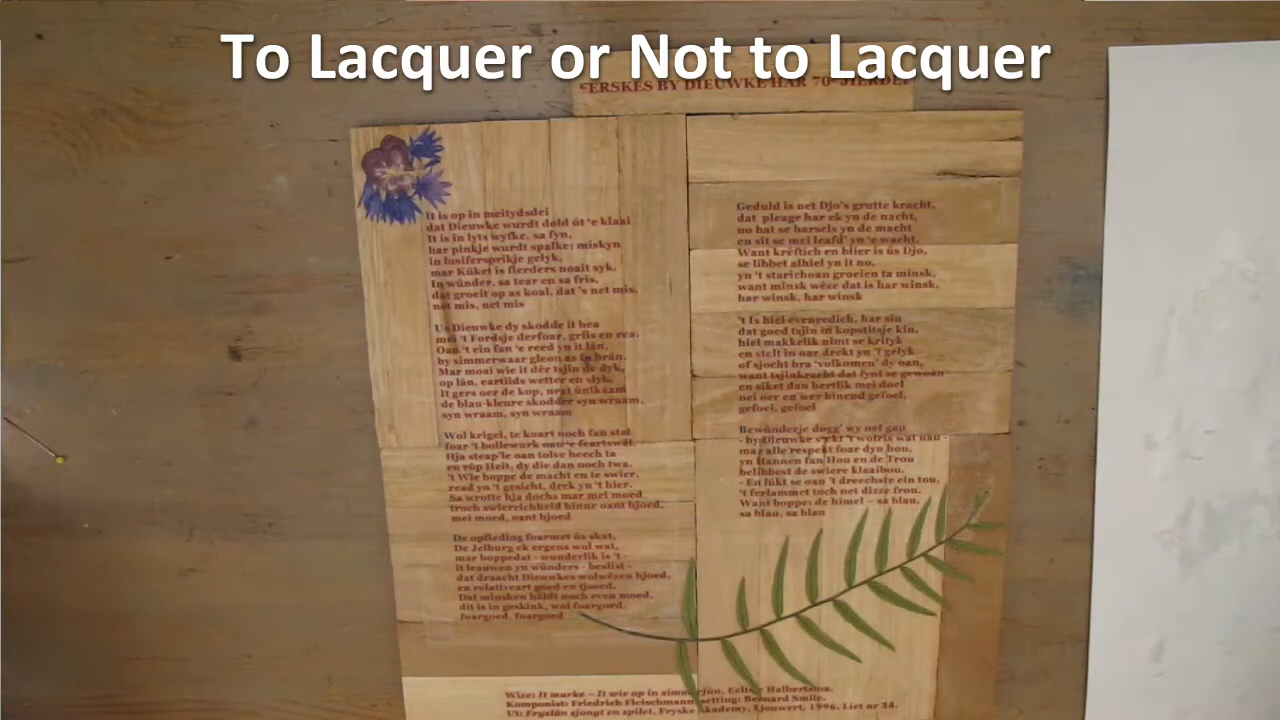 To Lacquer or Not to Lacquer
FERSKES BY DIEUWKE HAR 70-JIERDEI
It is op in meitydsdei
dat Dieuwke wurdt dold út 'e klaai
It is in lyts wyfke, sa fyn,
har pinkje wurdt spalke: miskyn
in lusifersprikje gelyk,
mar Kûkel is fierders noait syk.
In wûnder, sa tear en sa fris,
dat groeit op as koal, dat 's net mis,
net mis, net mis
Us Dieuwke dy skodde it hea
mei 't Fordsje derfoar, griis en rea.
Oan 't ein fan 'e reed yn it lân,
by simmerwaar gleon as in brân.
Mar moai wie it dêr tsjin de dyk,
op lân, eartiids wetter en slyk.
It gers oer de kop, neat ûntkaam
de blau-kleure skodder syn wraam,
syn wraam, syn wraam
Wol krigel, te koart noch fan stal
foar 't bollewurk oan 'e feartswâl.
Hja steap'le oan tolve heech ta
en rôp Heit, dy die dan noch twa.
't Wie boppe de macht en te swier,
read yn 't gesicht, drek yn 't hier.
Sa wrotte hja dochs mar mei moed
troch swierrichheid hinne oant hjoed,
mei moed, oant hjoed
De opfieding foarmet ús skat,
De Jelburg ek ergens wol wat,
mar boppedat - wunderlik is 't -
it leauwen yn wûnders - beslist -
dat draacht Dieuwkes wolwêzen hjoed,
en relativeart goed en tjsoed.
Dat minsken hâldt noch even moed,
dit is in geskink, wol foargoed,
foargoed, foargoed
Geduld is net Djo's grutte kracht,
dat pleage har ek yn de nacht,
no hat se harsels yn de macht
en sit se mei leafd' yn 'e wacht.
Want krêftich en blier is ús Djo,
se libbet alhiel yn it no,
yn 't starichoan groeien ta minsk,
want minsk wêze dat is har winsk,
har winsk, har winsk
't Is hiel evenredich, har sin
dat goed tsjin in kopstitsje kin,
hiel makkelik nimt se krityk
en stelt in oar drekt yn 't gelyk
of sjocht hra 'volkomen' dy oan,
want tsjinkrecht dat fynt se gewoan
en siket dan hertlik mei doel
nei oer en wer binend gefoel,
gefoel, gefoel
Bewûnderje dogg' wy net gau
- by Dieuwke wurkt 't wolris wat nau -
mar alle respekt foar dyn bou,
yn Hannen fan Hou en de Trou
belibbest de swiere klaaibou.
- En lûkt se oan 't dreechste ein tou,
't ferlammet toch net dizze frou.
Want boppe: de himel – sa blau,
sa blau, sa blau
Wize: It marke – It wie op in simmerjûn, Eeltsje Halbertsma.
Komponist: Friedrich Fleischmann, setting: Bernard Smilde.
Ut: Fryslân sjongt en spilet, Fryske Akademy, Ljouwert, 1996. Liet nr 34.